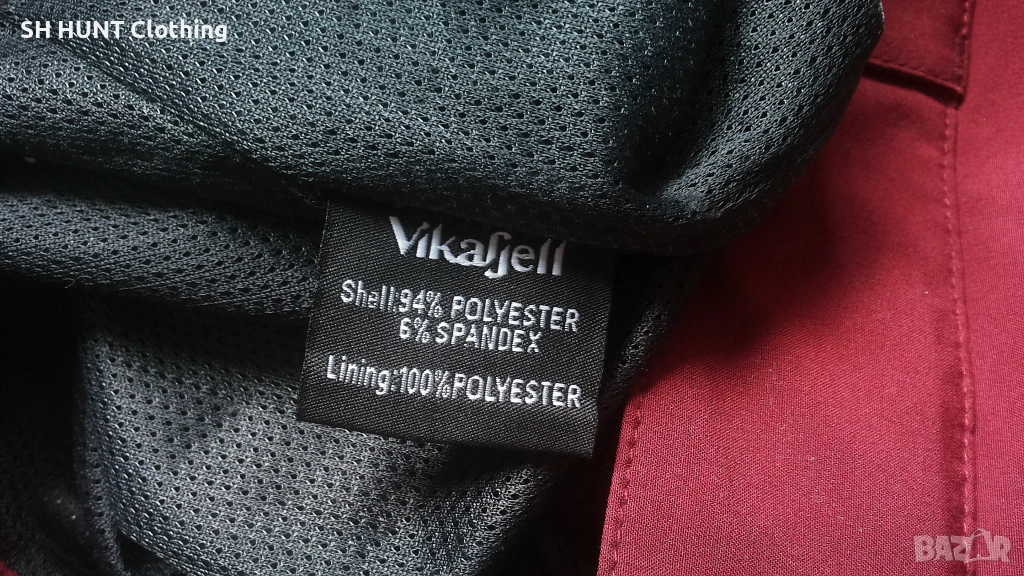 SH HUNT Clothing
Vikafjell
Shell:94% POLYESTER
6% SPANDEX
Lining:100% POLYESTER
BAZAR